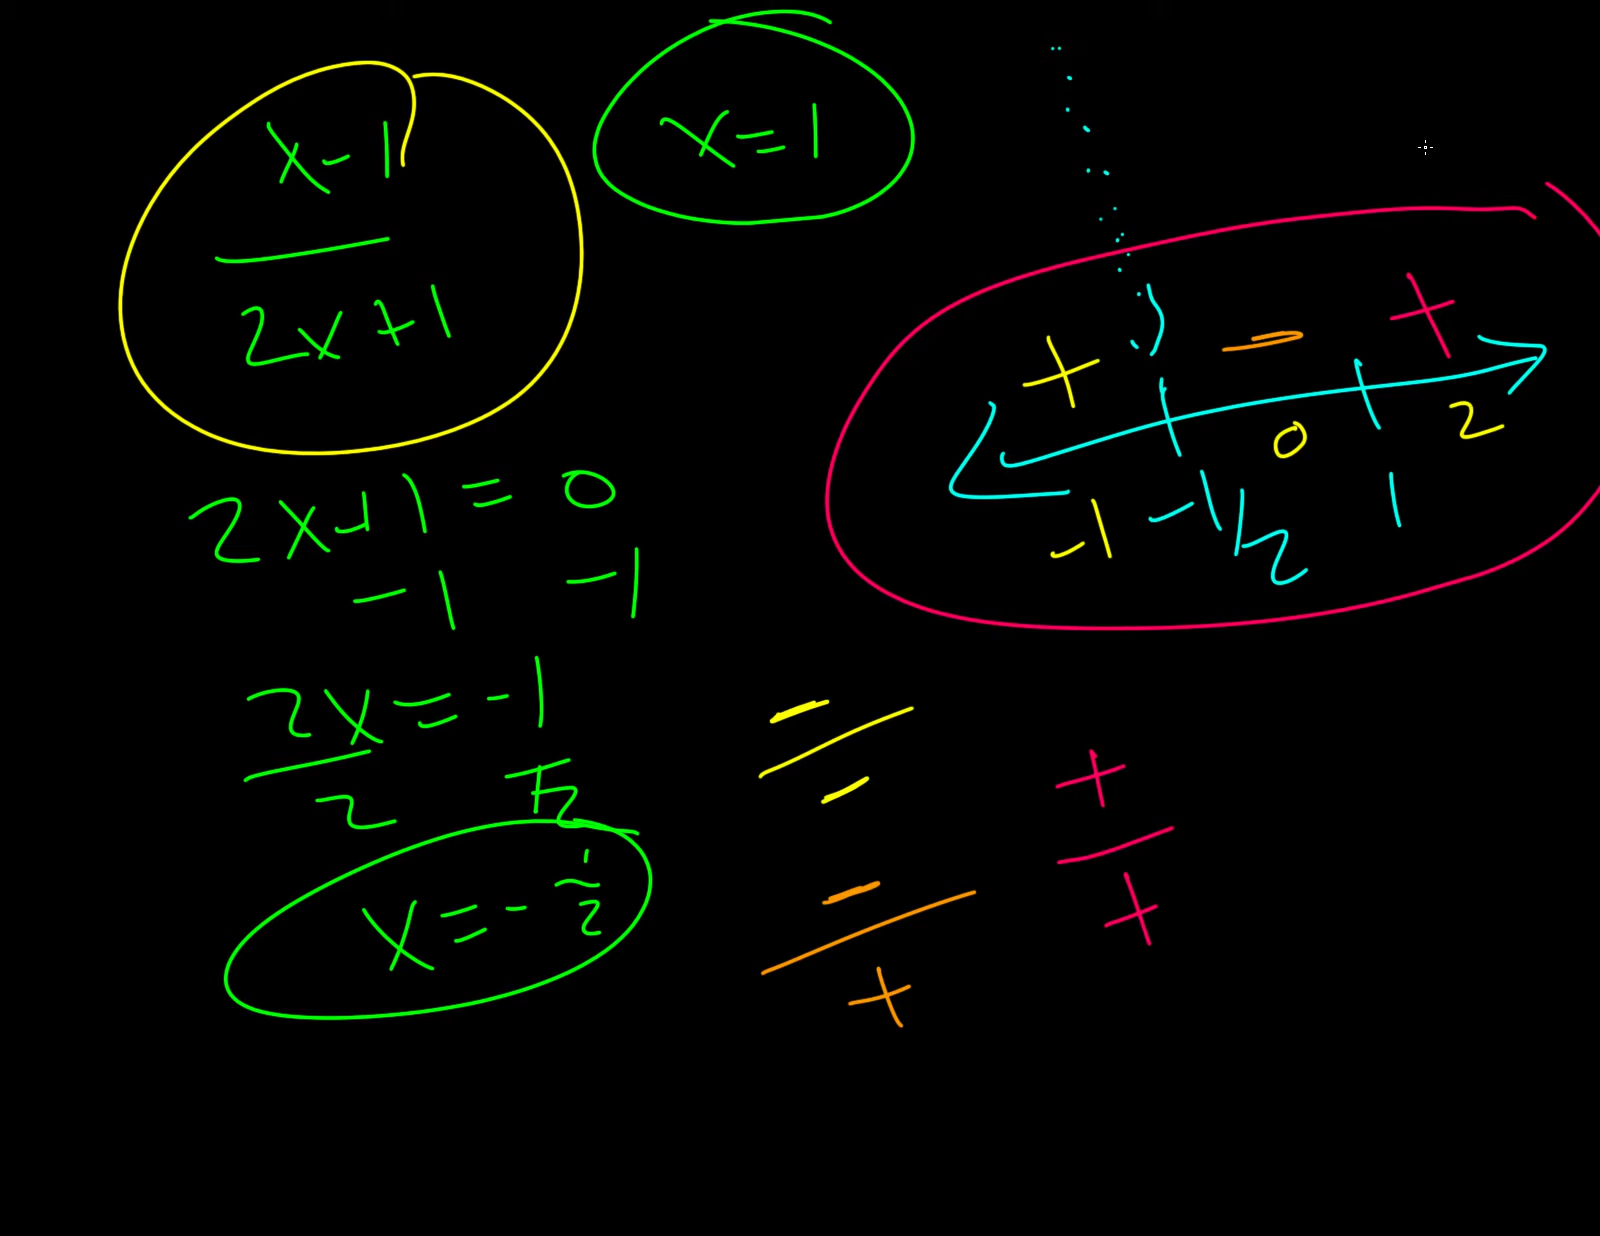 x-1
2x+1
x=1
2x+1=0
-1 -1
2x=-1
2 2
x=-1/2
+ - +
-1 -1/2 0 1 2
-
-
-
+
+
+